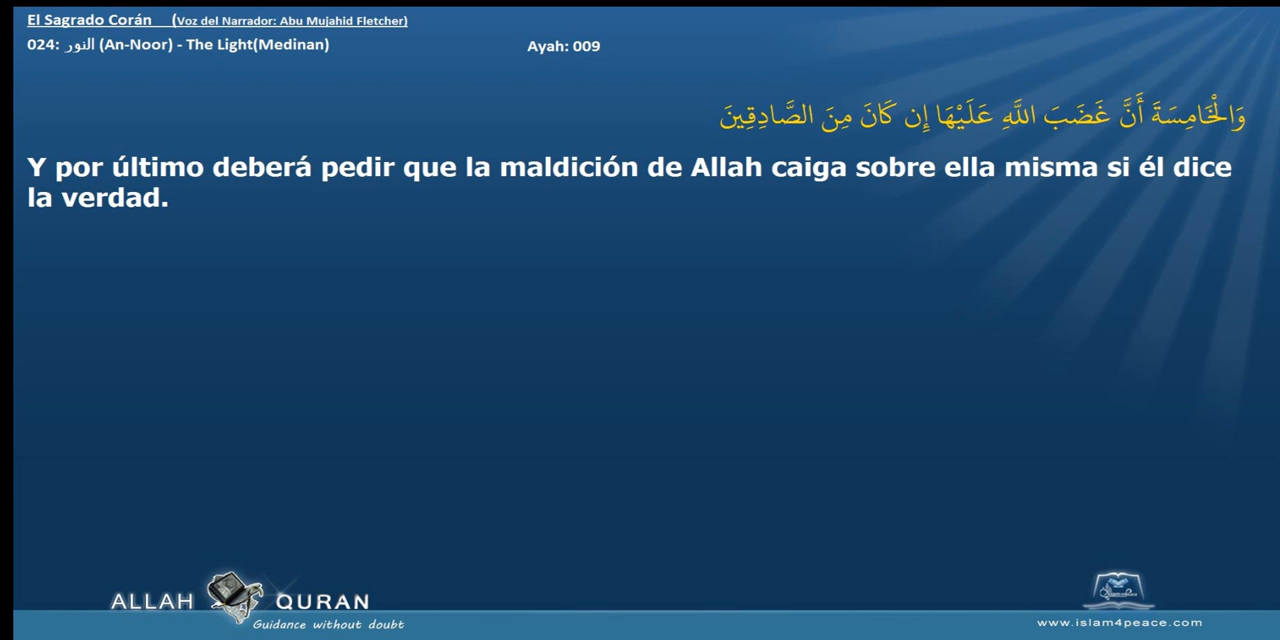 El Sagrado Corán (Voz del Narrador: Abu Mujahid Fletcher)
024: النور (An-Noor) - The Light(Medinan) Ayah: 009
وَالْخَامِسَةَ أَنَّ غَضَبَ اللَّهِ عَلَيْهَا إِن كَانَ مِنَ الصَّادِقِينَ
Y por último deberá pedir que la maldición de Allah caiga sobre ella misma si él dice
la verdad.
ALLAH QURAN
Guidance without doubt
www.islam4peace.com